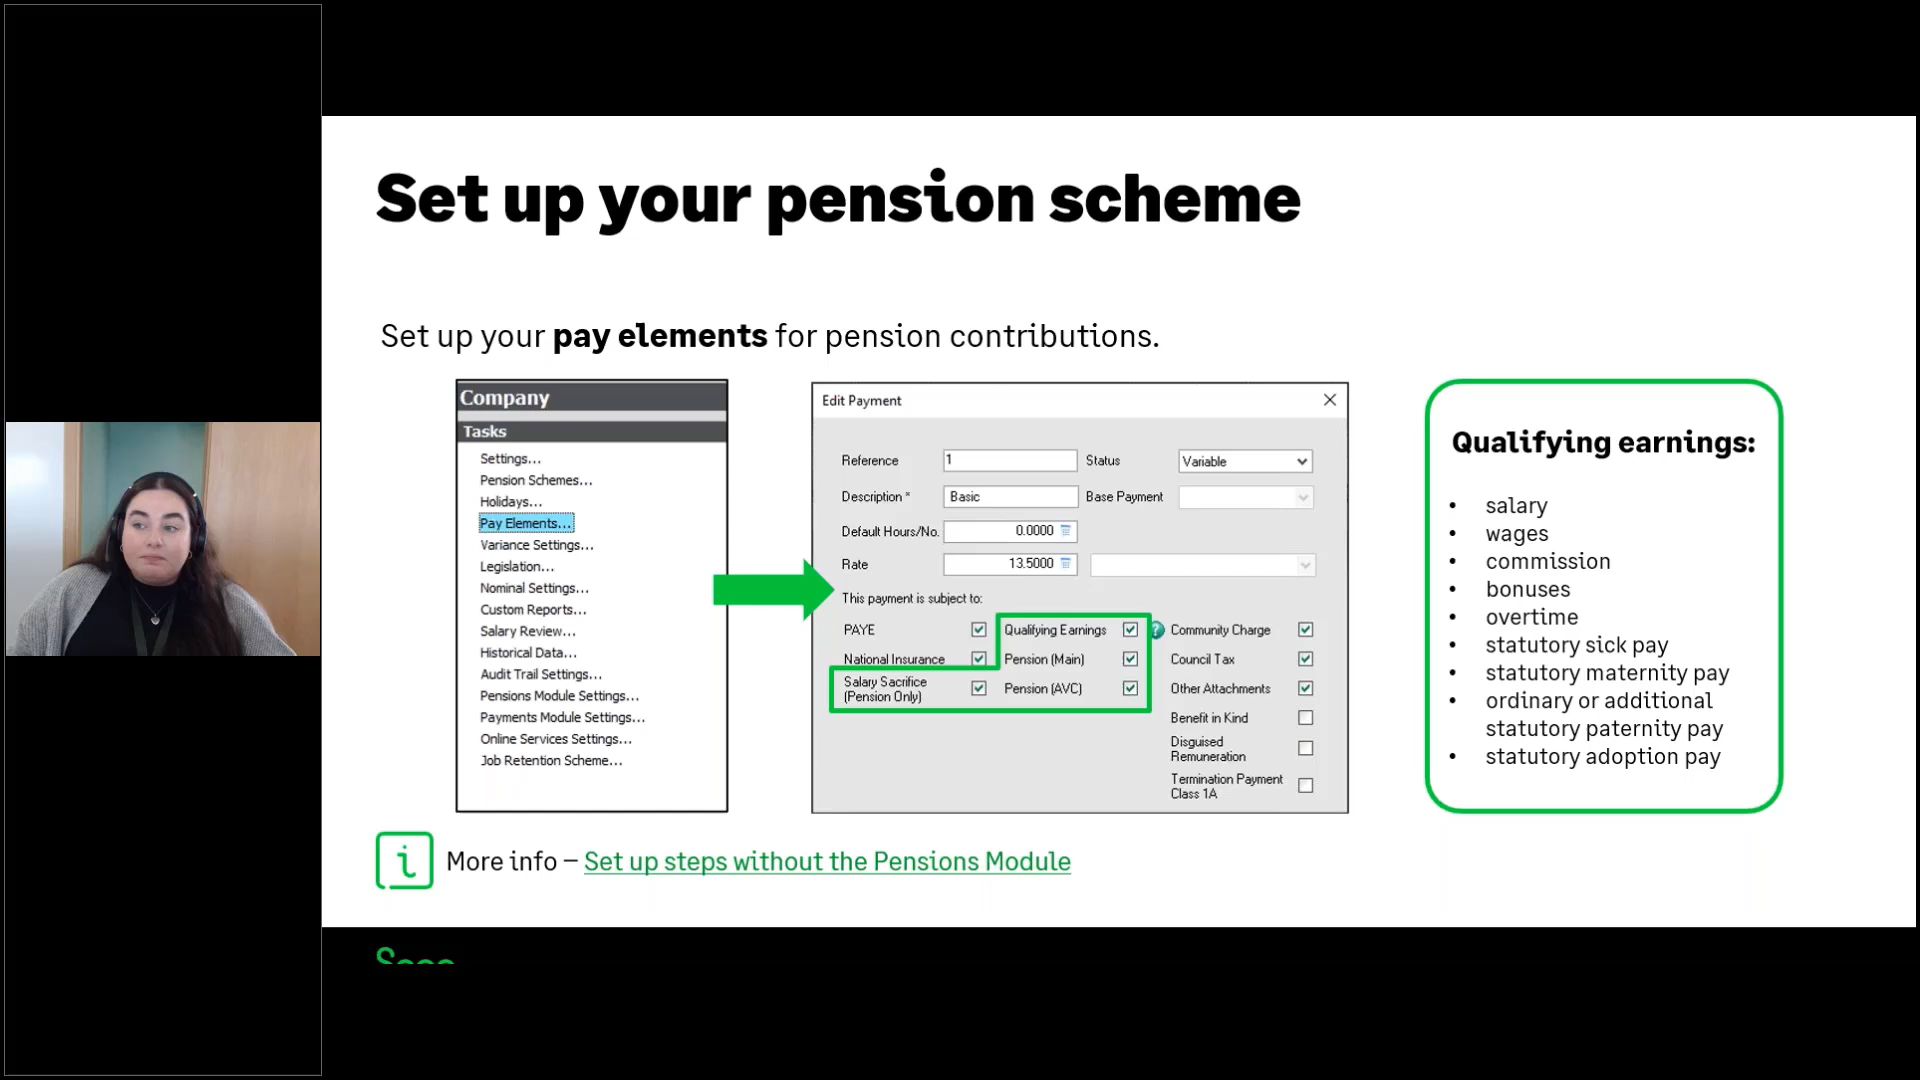 Set up your pension scheme
Set up your pay elements for pension contributions.
Company
Tasks
Settings...
Pension Schemes...
Holidays...
Pay Elements...
Variance Settings...
Legislation...
Nominal Settings...
Custom Reports...
Salary Review...
Historical Data...
Audit Trail Settings...
Pensions Module Settings...
Payments Module Settings...
Online Services Settings...
Job Retention Scheme...
Edit Payment
Reference 1 Status Variable
Description * Basic Base Payment
Default Hours/No. 0.0000
Rate 13.5000
This payment is subject to:
PAYE Qualifying Earnings ? Community Charge
National Insurance Pension (Main) Council Tax
Salary Sacrifice
(Pension Only) Pension (AVC) Other Attachments
Benefit in Kind
Disguised
Remuneration
Termination Payment
Class 1A
Qualifying earnings:
• salary
• wages
• commission
• bonuses
• overtime
• statutory sick pay
• statutory maternity pay
• ordinary or additional
statutory paternity pay
• statutory adoption pay
i More info – Set up steps without the Pensions Module